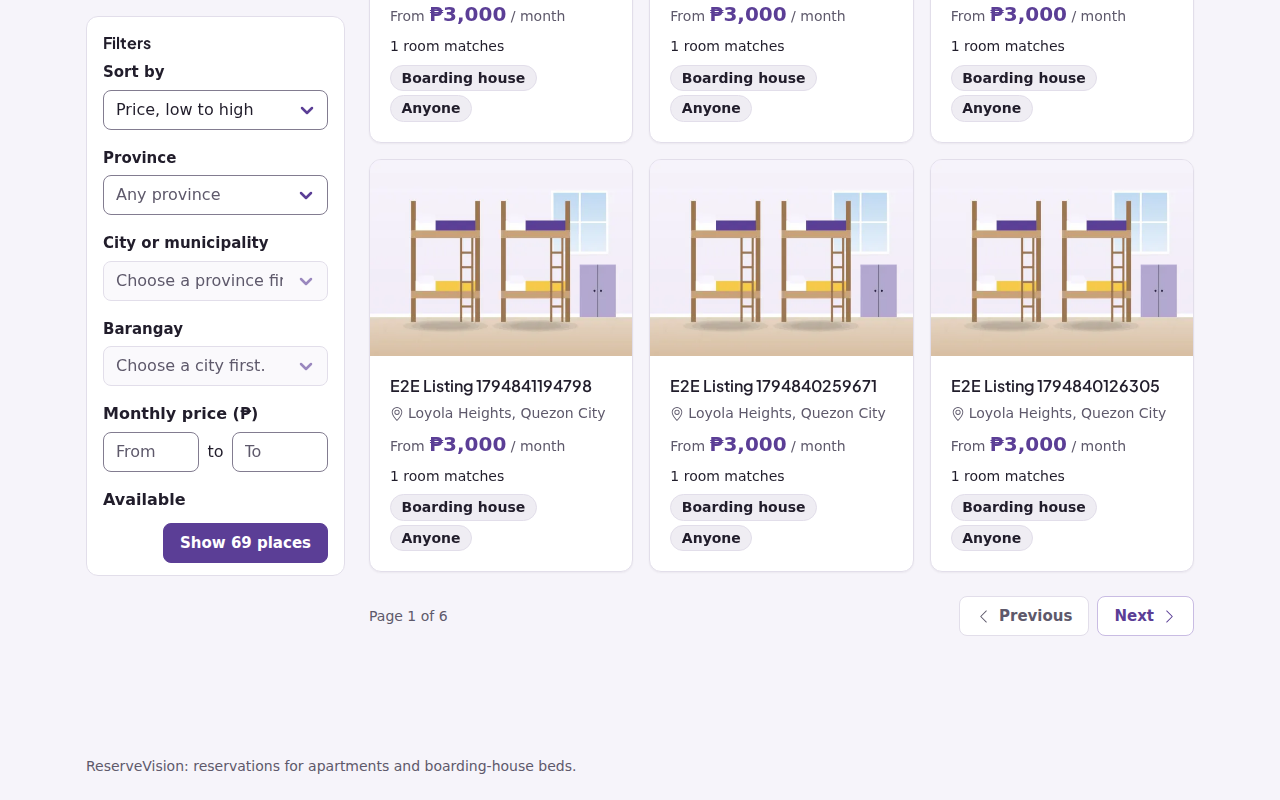 Filters
Sort by
Price, low to high
Province
Any province
City or municipality
Choose a province fir
Barangay
Choose a city first.
Monthly price (₱)
From to To
Available
Show 69 places
From ₱3,000 / month
1 room matches
Boarding house
Anyone
From ₱3,000 / month
1 room matches
Boarding house
Anyone
From ₱3,000 / month
1 room matches
Boarding house
Anyone
E2E Listing 1794841194798
Loyola Heights, Quezon City
From ₱3,000 / month
1 room matches
Boarding house
Anyone
E2E Listing 1794840259671
Loyola Heights, Quezon City
From ₱3,000 / month
1 room matches
Boarding house
Anyone
E2E Listing 1794840126305
Loyola Heights, Quezon City
From ₱3,000 / month
1 room matches
Boarding house
Anyone
Page 1 of 6
Previous
Next
ReserveVision: reservations for apartments and boarding-house beds.